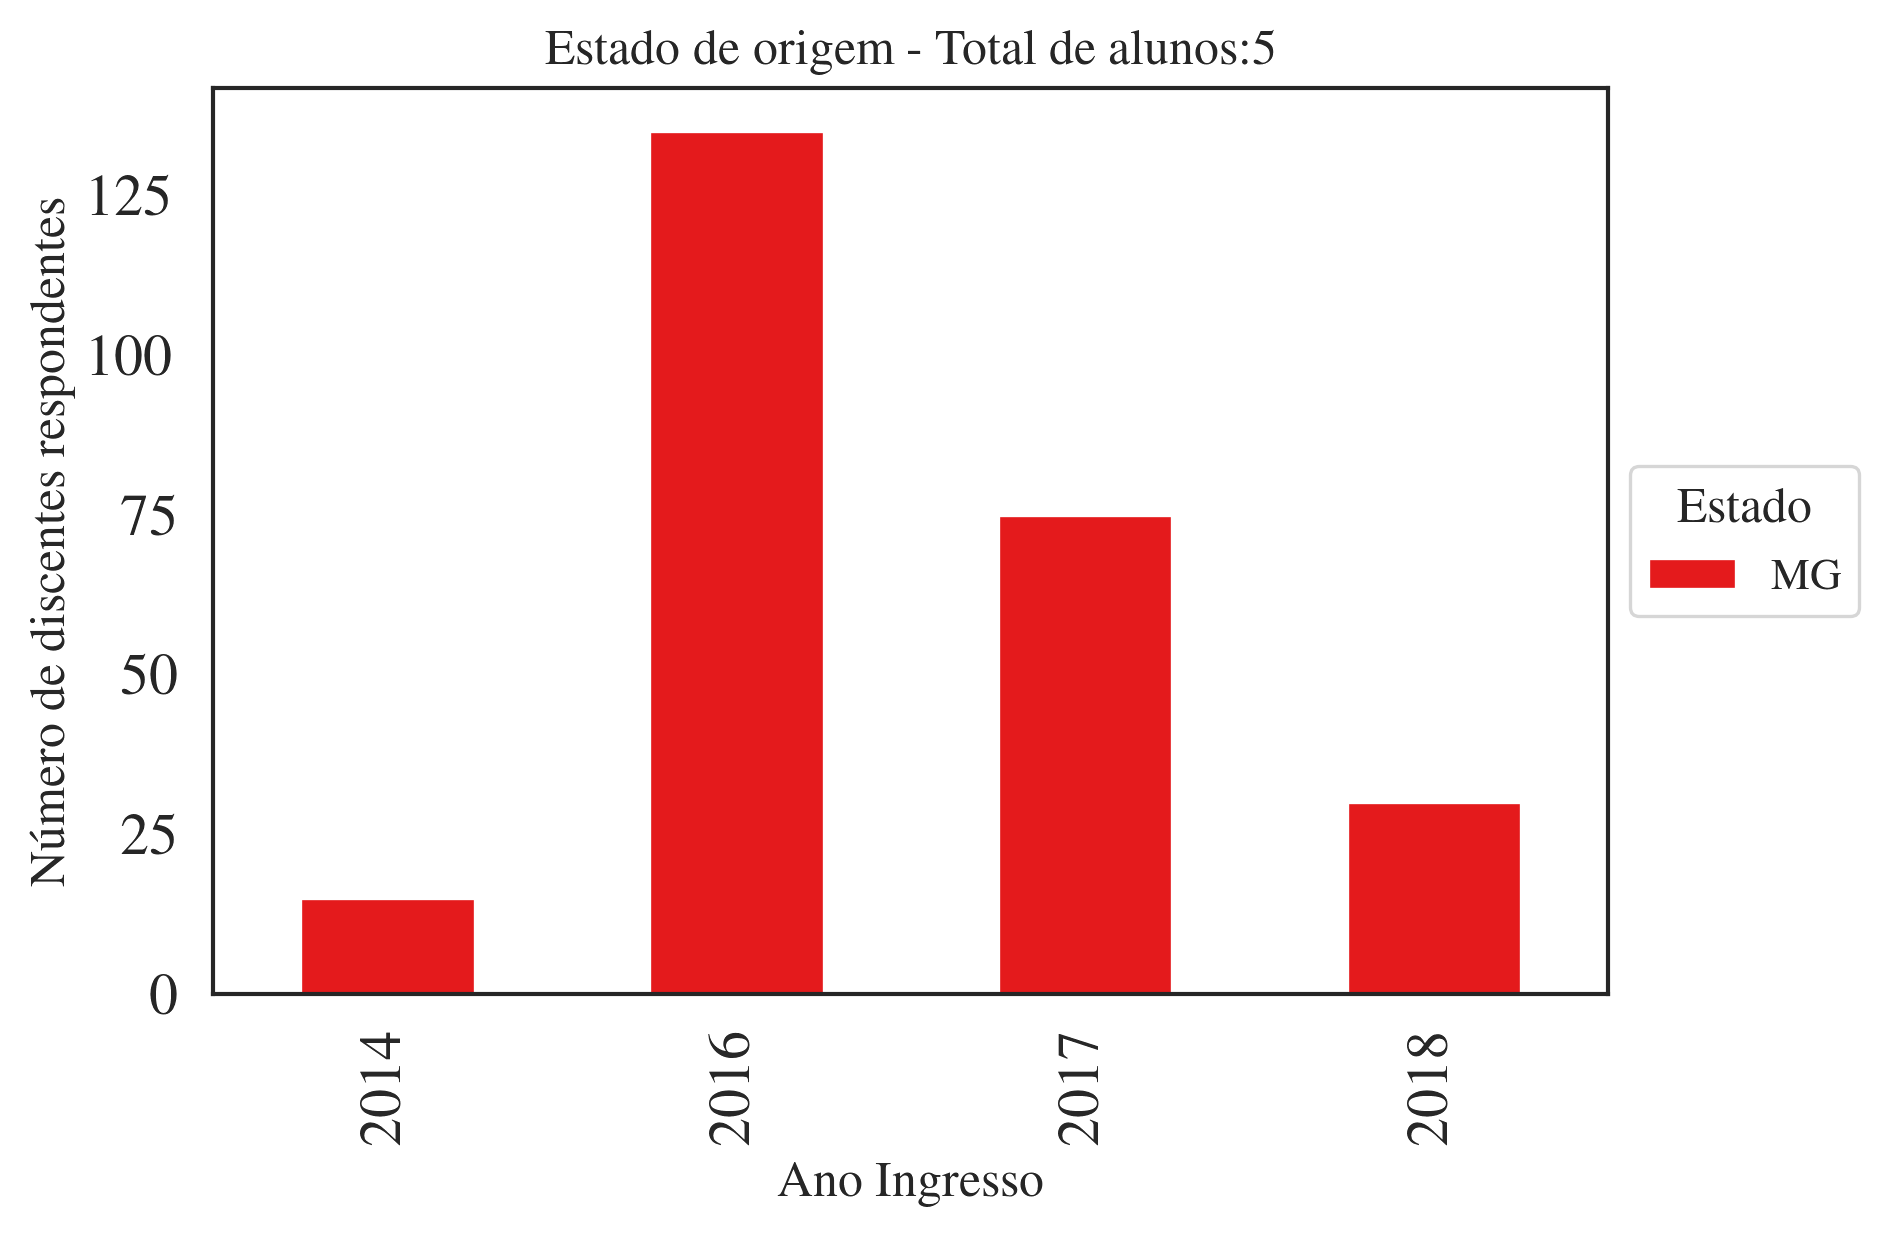 Estado de origem - Total de alunos:5
Número de discentes respondentes
125
100
75
50
25
0
2014
2016
2017
2018
Ano Ingresso
Estado
MG